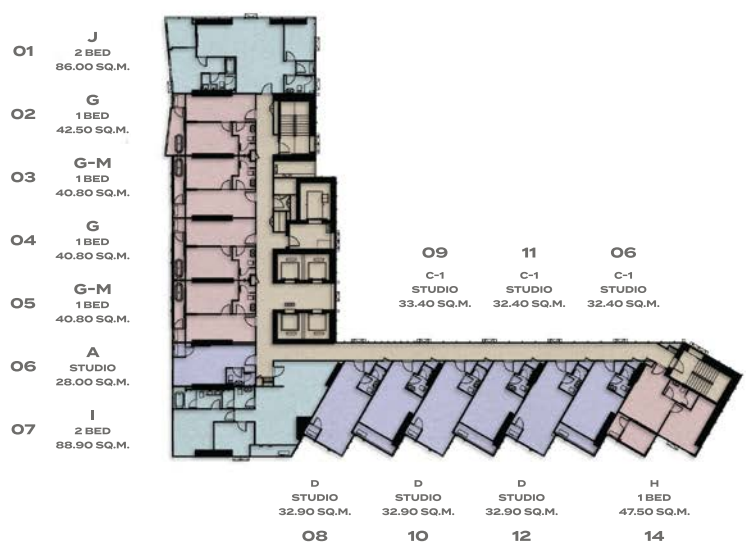 01
J
2 BED
86.00 SQ.M.
02
G
1 BED
42.50 SQ.M.
03
G-M
1 BED
40.80 SQ.M.
04
G
1 BED
40.80 SQ.M.
05
G-M
1 BED
40.80 SQ.M.
06
A
STUDIO
28.00 SQ.M.
07
I
2 BED
88.90 SQ.M.
09
C-1
STUDIO
33.40 SQ.M.
11
C-1
STUDIO
32.40 SQ.M.
06
C-1
STUDIO
32.40 SQ.M.
D
STUDIO
32.90 SQ.M.
08
D
STUDIO
32.90 SQ.M.
10
D
STUDIO
32.90 SQ.M.
12
H
1 BED
47.50 SQ.M.
14